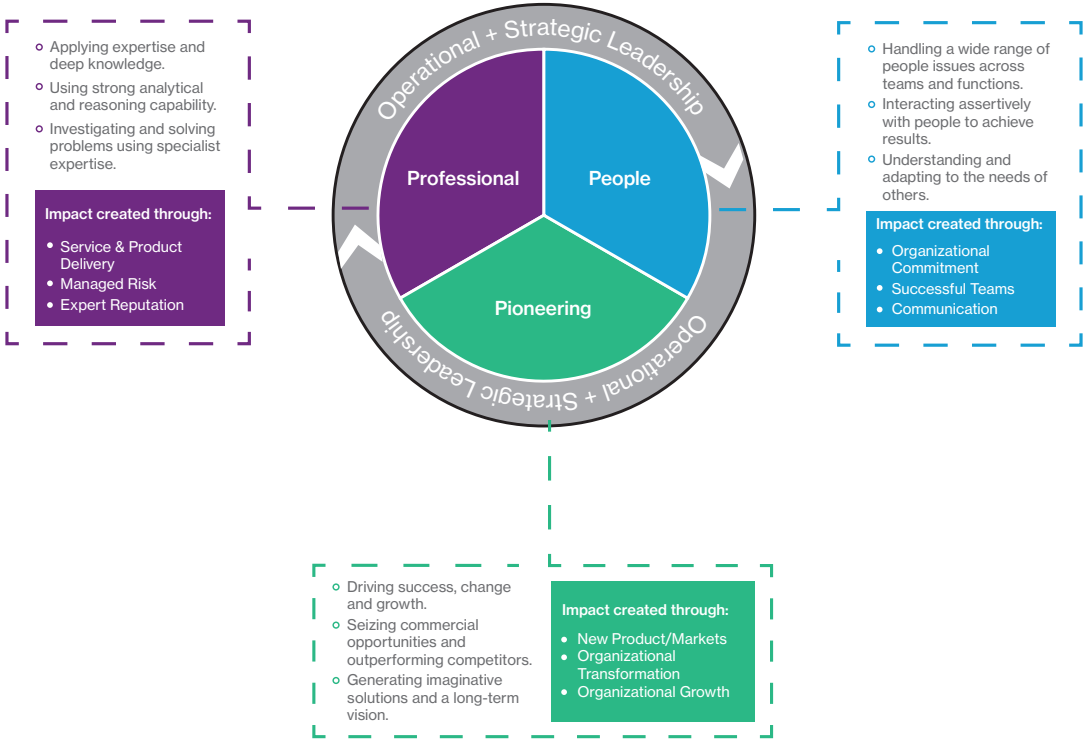 Operational + Strategic Leadership
Professional
People
Pioneering
Operational + Strategic Leadership
Applying expertise and
deep knowledge.
Using strong analytical
and reasoning capability.
Investigating and solving
problems using specialist
expertise.
Impact created through:
Service & Product
Delivery
Managed Risk
Expert Reputation
Handling a wide range of
people issues across
teams and functions.
Interacting assertively
with people to achieve
results.
Understanding and
adapting to the needs of
others.
Impact created through:
Organizational
Commitment
Successful Teams
Communication
Driving success, change
and growth.
Seizing commercial
opportunities and
outperforming competitors.
Generating imaginative
solutions and a long-term
vision.
Impact created through:
New Product/Markets
Organizational
Transformation
Organizational Growth